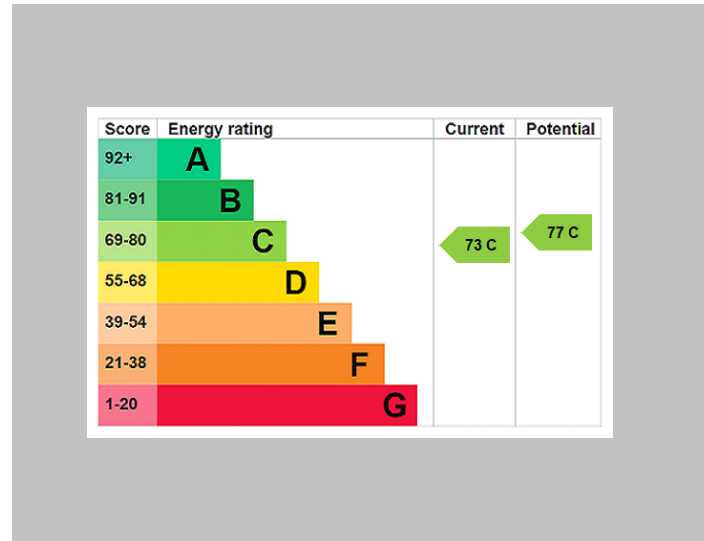 Score Energy rating Current Potential
92+ A
81-91 B
69-80 C 73 C 77 C
55-68 D
39-54 E
21-38 F
1-20 G